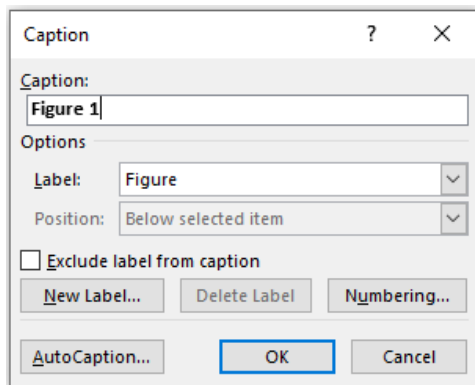 Caption ?
Caption:
Figure 1
Options
Label: Figure
Position: Below selected item
Exclude label from caption
New Label... Delete Label Numbering...
AutoCaption... OK Cancel